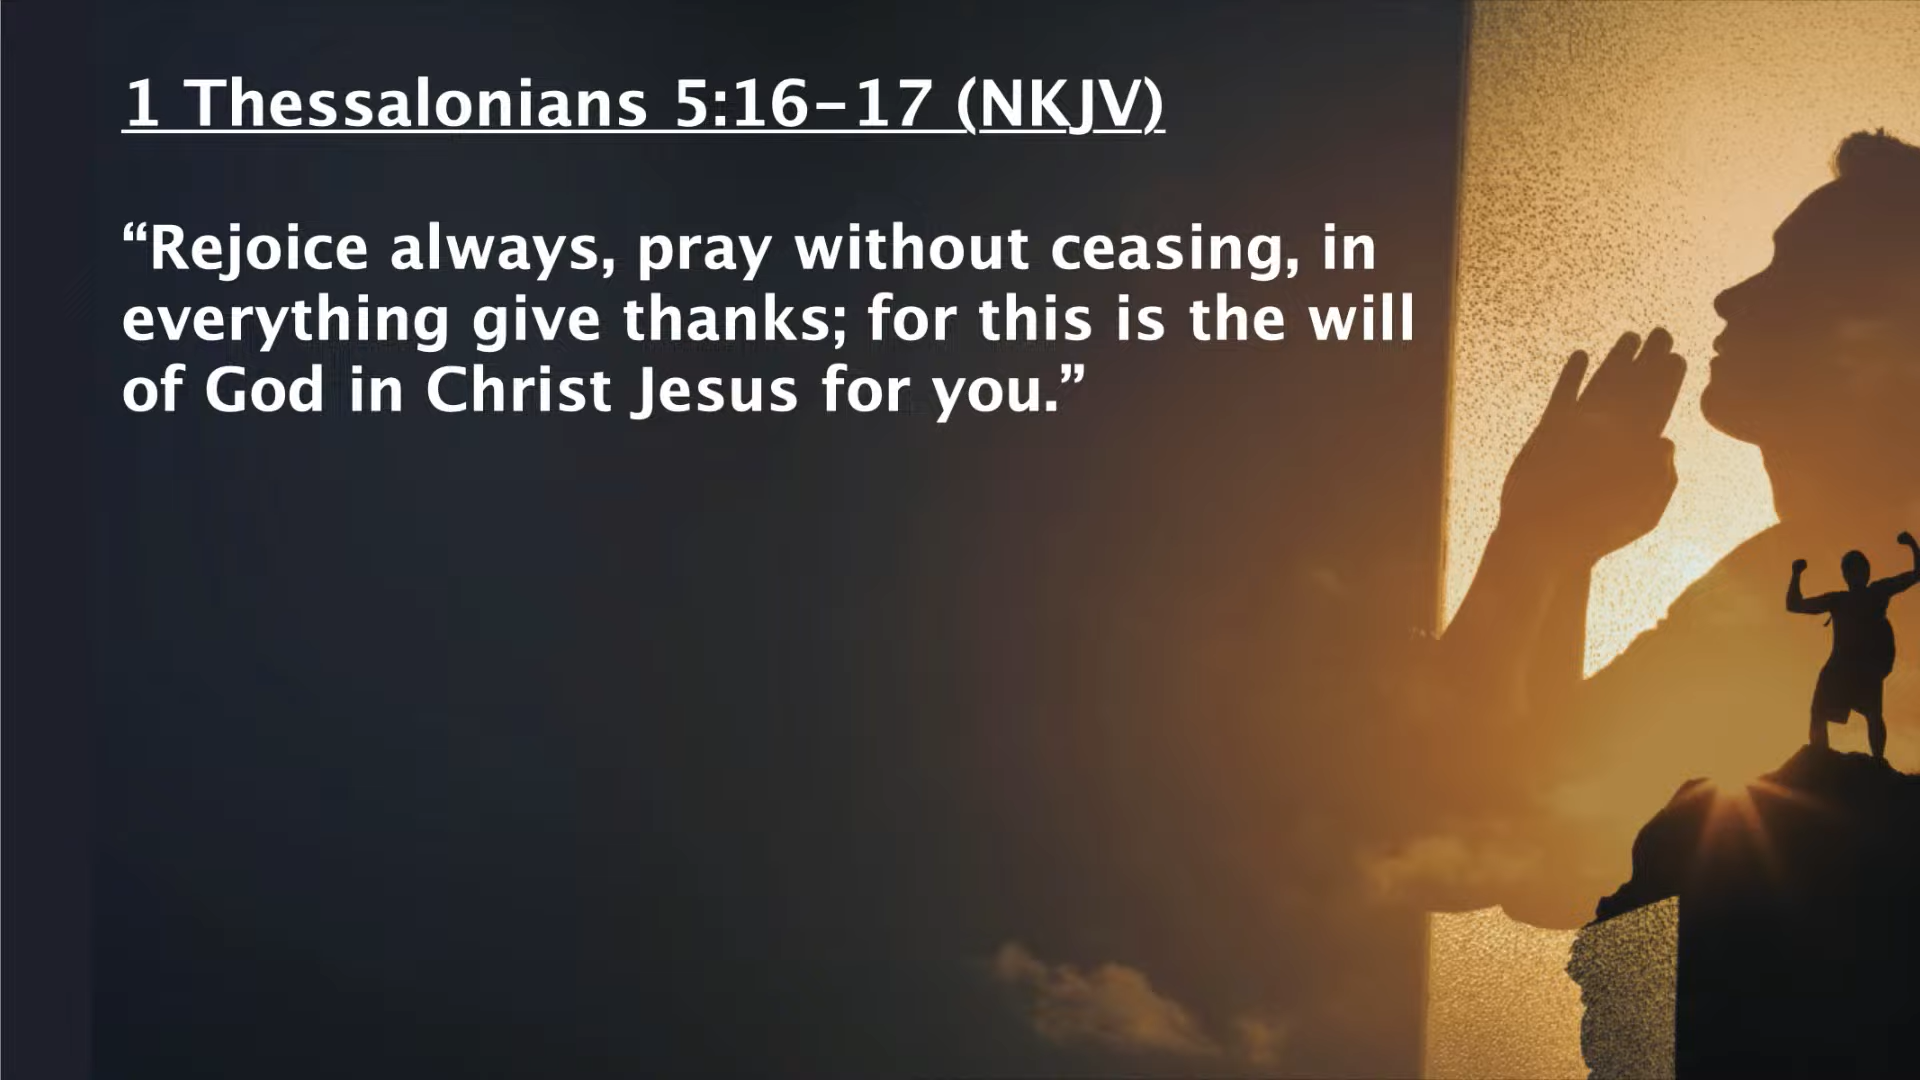 1 Thessalonians 5:16–17 (NKJV)
“Rejoice always, pray without ceasing, in
everything give thanks; for this is the will
of God in Christ Jesus for you.”